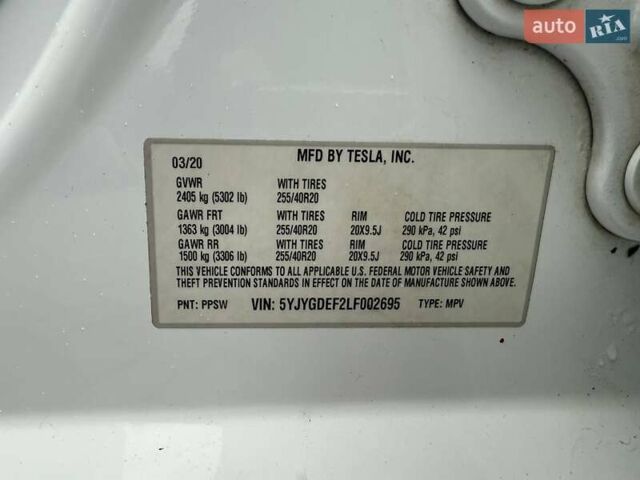 auto RIA.com
03/20 MFD BY TESLA, INC.
GVWR WITH TIRES
2405 kg (5302 lb) 255/40R20
GAWR FRT WITH TIRES RIM COLD TIRE PRESSURE
1363 kg (3004 lb) 255/40R20 20X9.5J 290 kPa, 42 psi
GAWR RR WITH TIRES RIM COLD TIRE PRESSURE
1500 kg (3306 lb) 255/40R20 20X9.5J 290 kPa, 42 psi
THIS VEHICLE CONFORMS TO ALL APPLICABLE U.S. FEDERAL MOTOR VEHICLE SAFETY AND
THEFT PREVENTION STANDARDS IN EFFECT ON THE DATE OF MANUFACTURE SHOWN ABOVE.
PNT: PPSW VIN: 5YJYGDEF2LF002695 TYPE: MPV